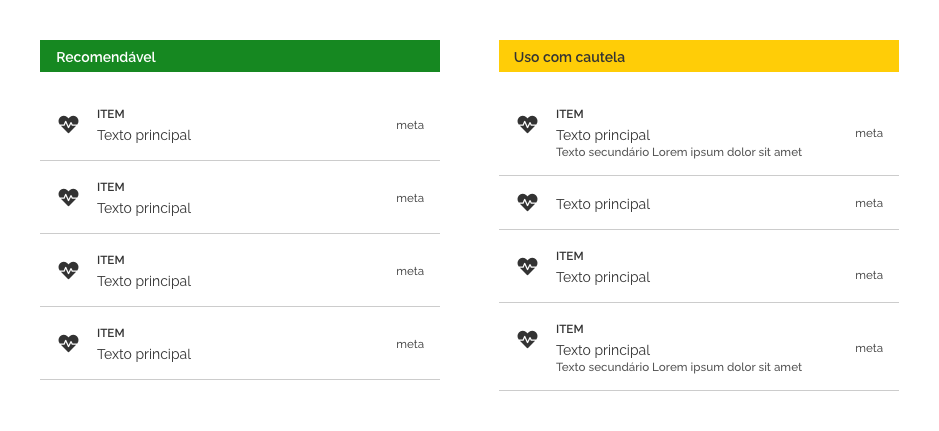 Recomendável
ITEM
Texto principal
meta
ITEM
Texto principal
meta
ITEM
Texto principal
meta
ITEM
Texto principal
meta
Uso com cautela
ITEM
Texto principal
meta
Texto secundário Lorem ipsum dolor sit amet
Texto principal
meta
ITEM
Texto principal
meta
ITEM
Texto principal
meta
Texto secundário Lorem ipsum dolor sit amet